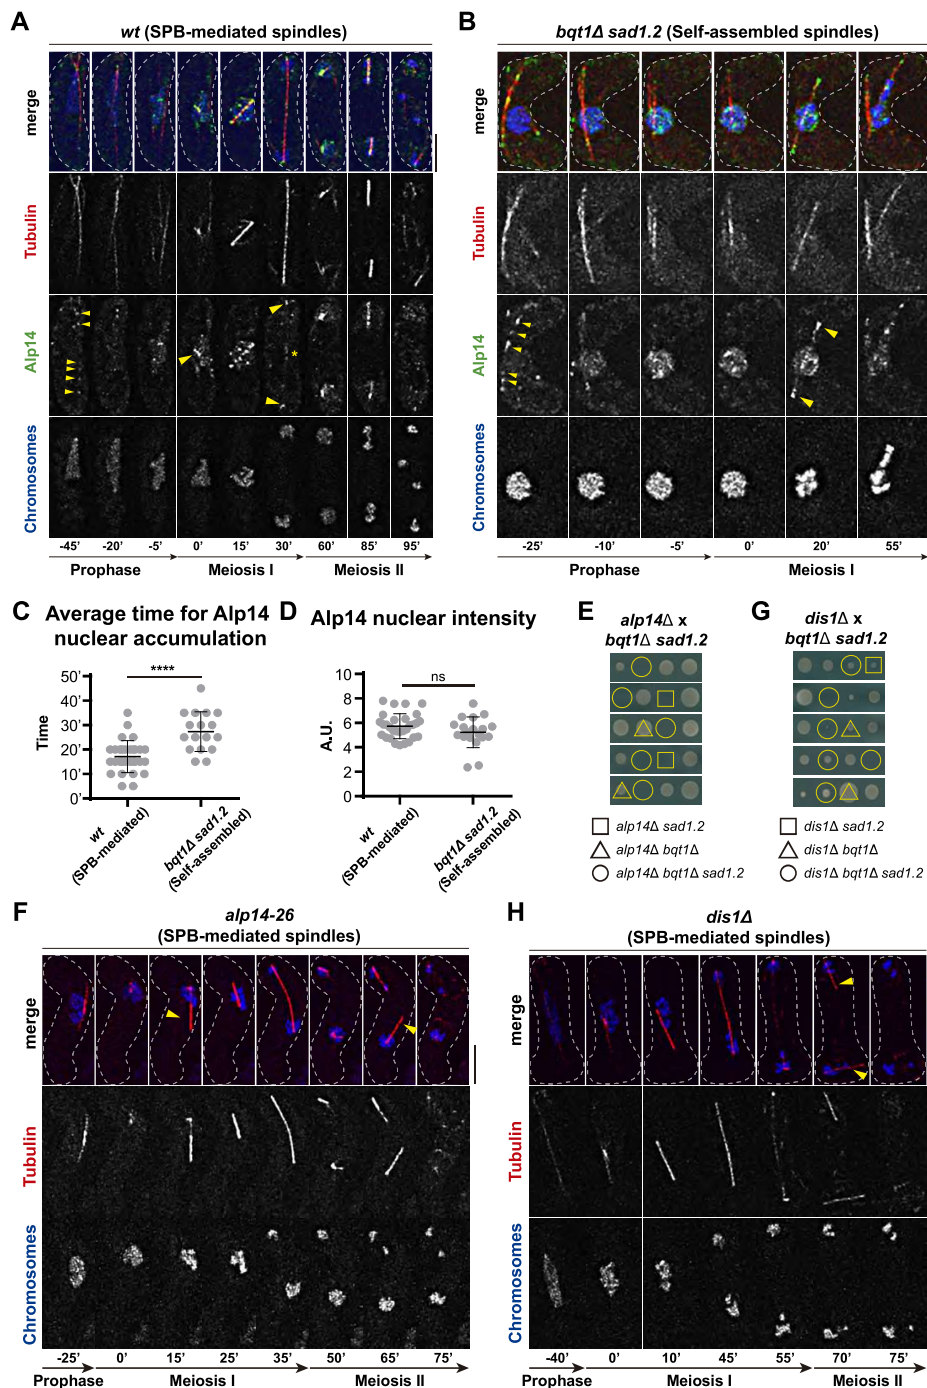 A
wt (SPB-mediated spindles)
merge
Tubulin
Alp14
*
Chromosomes
-45' -20' -5' 0' 15' 30' 60' 85' 95'
Prophase Meiosis I Meiosis II
B
bqt1Δ sad1.2 (Self-assembled spindles)
merge
Tubulin
Alp14
Chromosomes
-25' -10' -5' 0' 20' 55'
Prophase Meiosis I
C
Average time for Alp14
nuclear accumulation
****
50'
40'
30'
20'
10'
0'
Time
wt
(SPB-mediated)
bqt1Δ sad1.2
(Self-assembled)
D
Alp14 nuclear intensity
ns
10
8
6
4
2
0
A.U.
wt
(SPB-mediated)
bqt1Δ sad1.2
(Self-assembled)
E
alp14Δ x
bqt1Δ sad1.2
alp14Δ sad1.2
alp14Δ bqt1Δ
alp14Δ bqt1Δ sad1.2
G
dis1Δ x
bqt1Δ sad1.2
dis1Δ sad1.2
dis1Δ bqt1Δ
dis1Δ bqt1Δ sad1.2
F
alp14-26
(SPB-mediated spindles)
merge
Tubulin
Chromosomes
-25' 0' 15' 25' 35' 50' 65' 75'
Prophase Meiosis I Meiosis II
H
dis1Δ
(SPB-mediated spindles)
merge
Tubulin
Chromosomes
-40' 0' 10' 45' 55' 70' 75'
Prophase Meiosis I Meiosis II